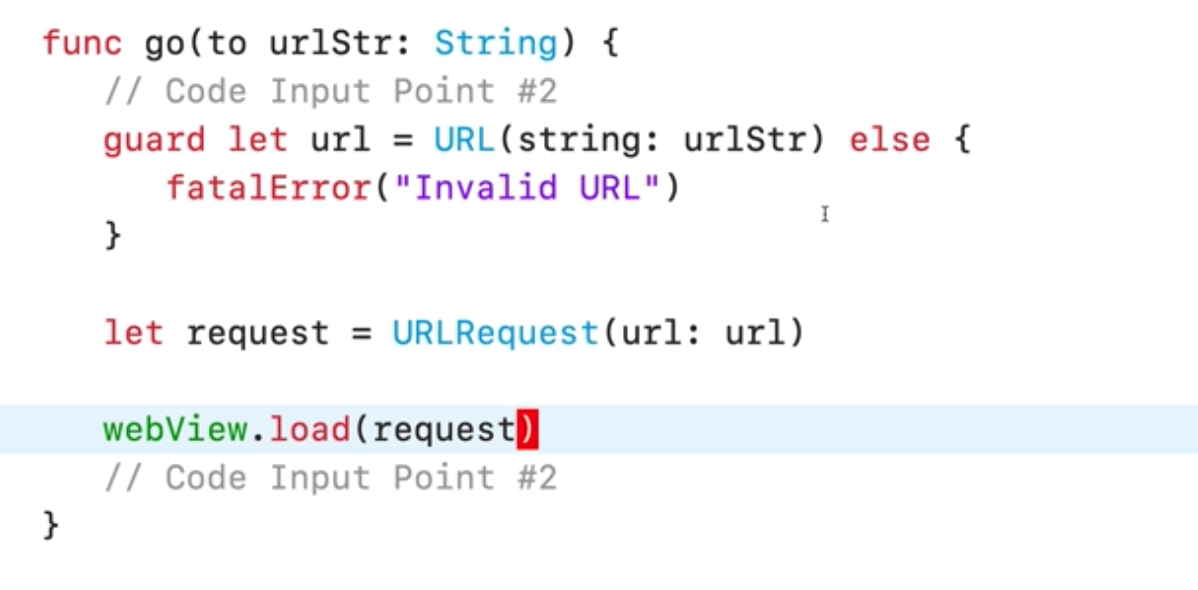 func go(to urlStr: String) {
// Code Input Point #2
guard let url = URL(string: urlStr) else {
fatalError("Invalid URL")
}
let request = URLRequest(url: url)
webView.load(request)
// Code Input Point #2
}